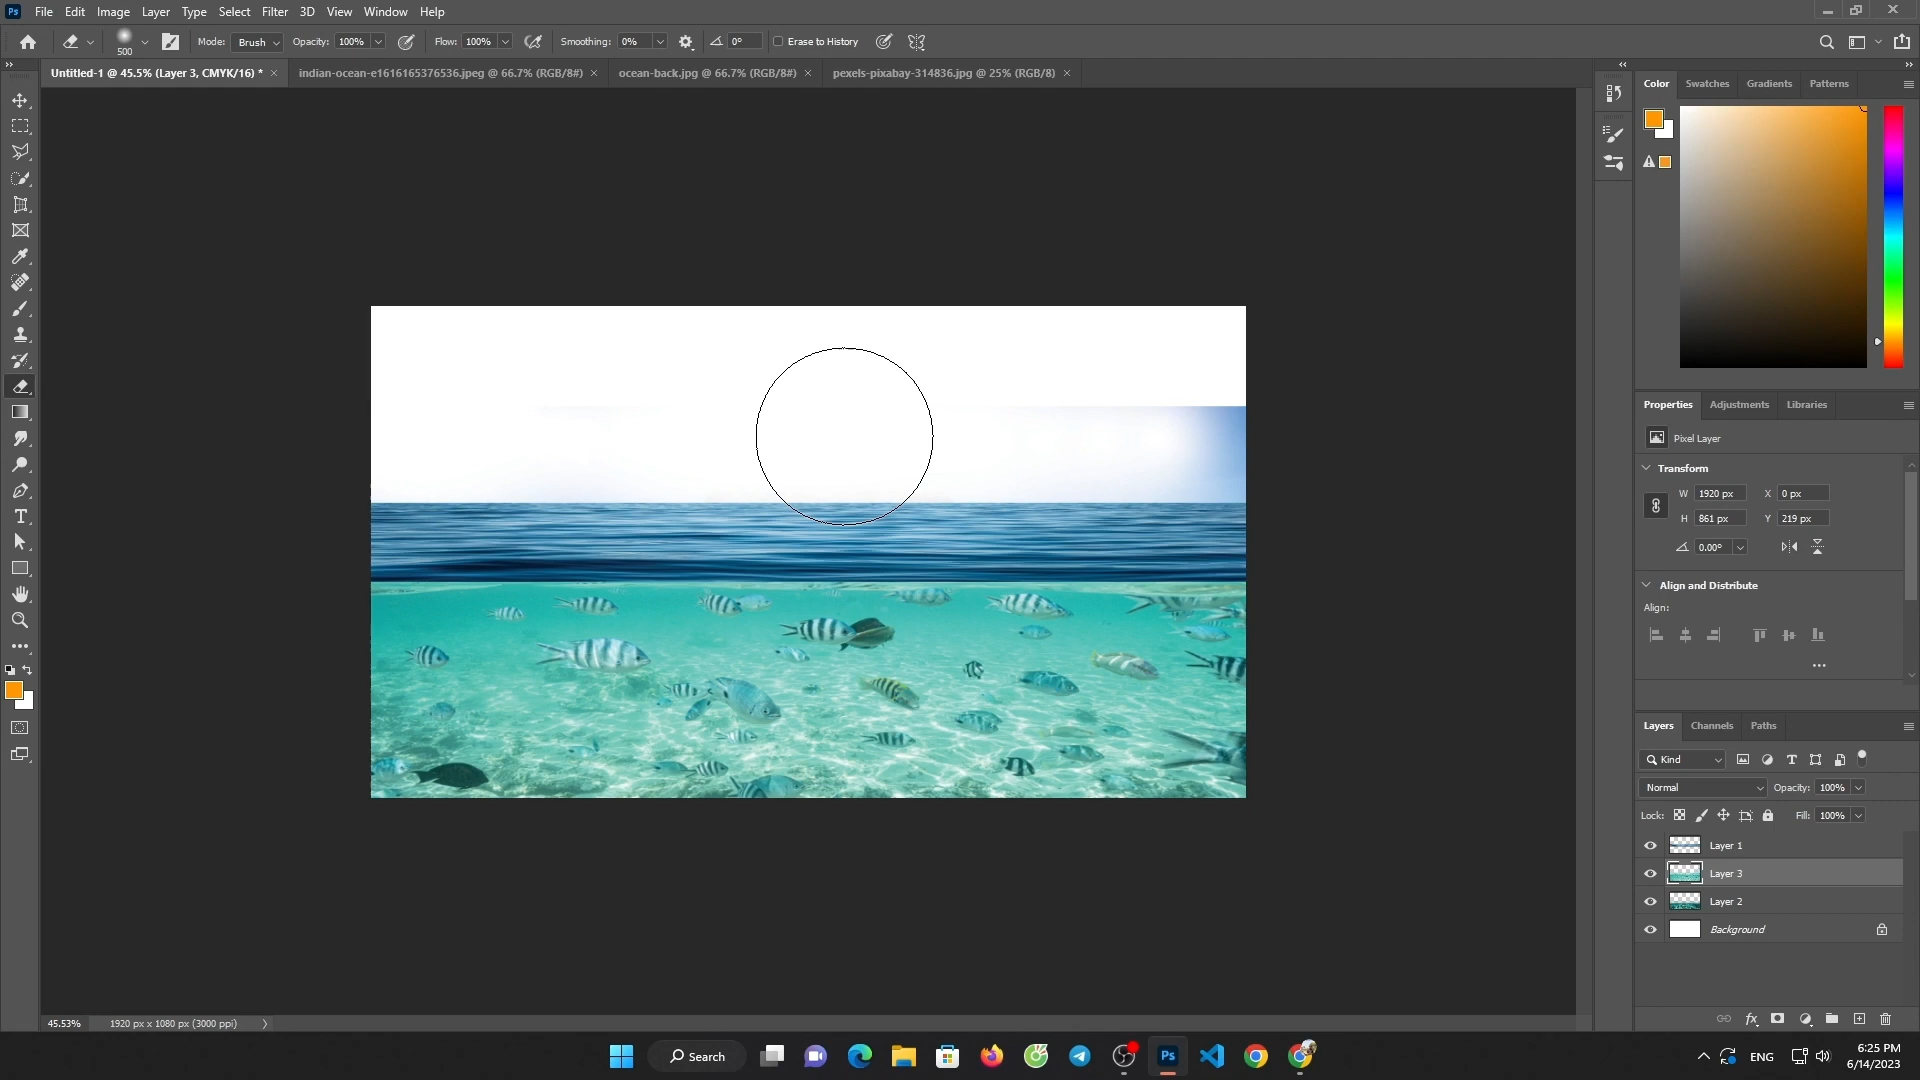 Ps File Edit Image Layer Type Select Filter 3D View Window Help
500 Mode: Brush Opacity: 100% Flow: 100% Smoothing: 0% 0° Erase to History
Untitled-1 @ 45.5% (Layer 3, CMYK/16) * × indian-ocean-e1616165376536.jpeg @ 66.7% (RGB/8#) × ocean-back.jpg @ 66.7% (RGB/8#) × pexels-pixabay-314836.jpg @ 25% (RGB/8) ×
Color Swatches Gradients Patterns
Properties Adjustments Libraries
Pixel Layer
Transform
W 1920 px X 0 px
H 861 px Y 219 px
0.00°
Align and Distribute
Align:
Layers Channels Paths
Kind
Normal Opacity: 100%
Lock: Fill: 100%
Layer 1
Layer 3
Layer 2
Background
45.53% 1920 px x 1080 px (3000 ppi)
Search Ps ENG 6:25 PM
6/14/2023